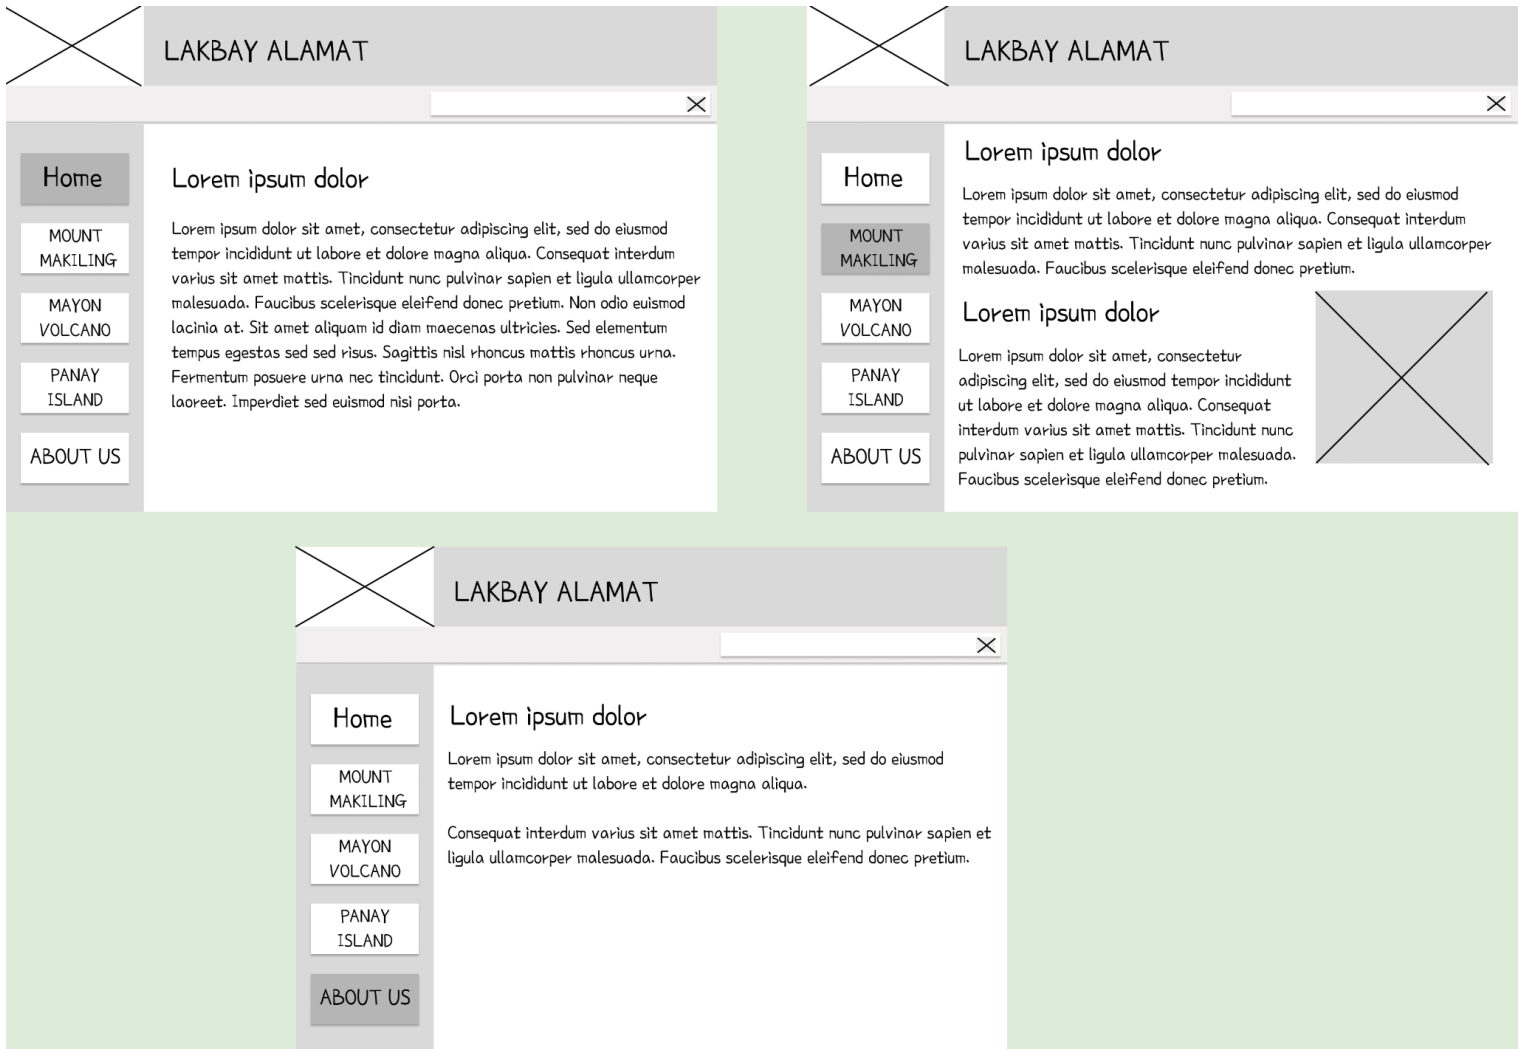 LAKBAY ALAMAT
Home
MOUNT
MAKILING
MAYON
VOLCANO
PANAY
ISLAND
ABOUT US
Lorem ipsum dolor
Lorem ipsum dolor sit amet, consectetur adipiscing elit, sed do eiusmod
tempor incididunt ut labore et dolore magna aliqua. Consequat interdum
varius sit amet mattis. Tincidunt nunc pulvinar sapien et ligula ullamcorper
malesuada. Faucibus scelerisque eleifend donec pretium. Non odio euismod
lacinia at. Sit amet aliquam id diam maecenas ultricies. Sed elementum
tempus egestas sed sed risus. Sagittis nisl rhoncus mattis rhoncus urna.
Fermentum posuere urna nec tincidunt. Orci porta non pulvinar neque
laoreet. Imperdiet sed euismod nisi porta.
LAKBAY ALAMAT
Home
MOUNT
MAKILING
MAYON
VOLCANO
PANAY
ISLAND
ABOUT US
Lorem ipsum dolor
Lorem ipsum dolor sit amet, consectetur adipiscing elit, sed do eiusmod
tempor incididunt ut labore et dolore magna aliqua. Consequat interdum
varius sit amet mattis. Tincidunt nunc pulvinar sapien et ligula ullamcorper
malesuada. Faucibus scelerisque eleifend donec pretium.
Lorem ipsum dolor
Lorem ipsum dolor sit amet, consectetur
adipiscing elit, sed do eiusmod tempor incididunt
ut labore et dolore magna aliqua. Consequat
interdum varius sit amet mattis. Tincidunt nunc
pulvinar sapien et ligula ullamcorper malesuada.
Faucibus scelerisque eleifend donec pretium.
LAKBAY ALAMAT
Home
MOUNT
MAKILING
MAYON
VOLCANO
PANAY
ISLAND
ABOUT US
Lorem ipsum dolor
Lorem ipsum dolor sit amet, consectetur adipiscing elit, sed do eiusmod
tempor incididunt ut labore et dolore magna aliqua.
Consequat interdum varius sit amet mattis. Tincidunt nunc pulvinar sapien et
ligula ullamcorper malesuada. Faucibus scelerisque eleifend donec pretium.